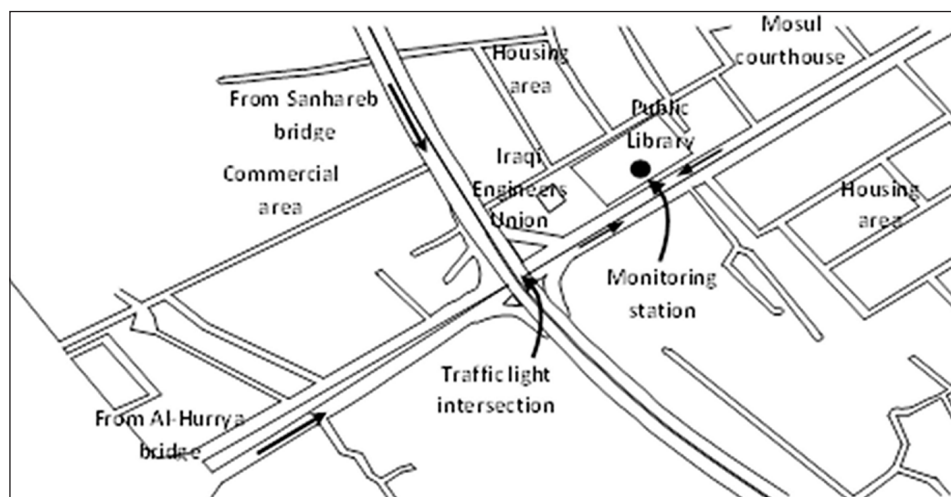 Mosul
courthouse
Housing
area
From Sanhareb
bridge
Public
Library
Iraqi
Engineers
Union
Commercial
area
Housing
area
Monitoring
station
Traffic light
intersection
From Al-Hurrya
bridge